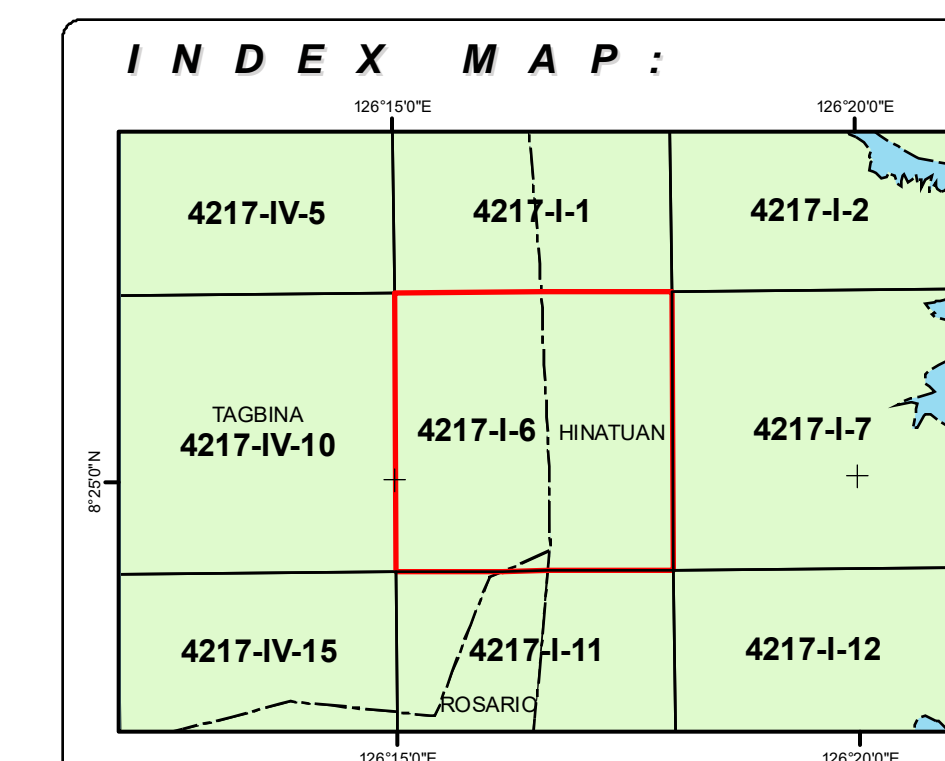 INDEX MAP:
126°15'0"E
126°20'0"E
4217-IV-5
4217-I-1
4217-I-2
TAGBINA
4217-IV-10
4217-I-6
HINATUAN
4217-I-7
8°25'0"N
4217-IV-15
4217-I-11
4217-I-12
ROSARIO
126°15'0"E
126°20'0"E